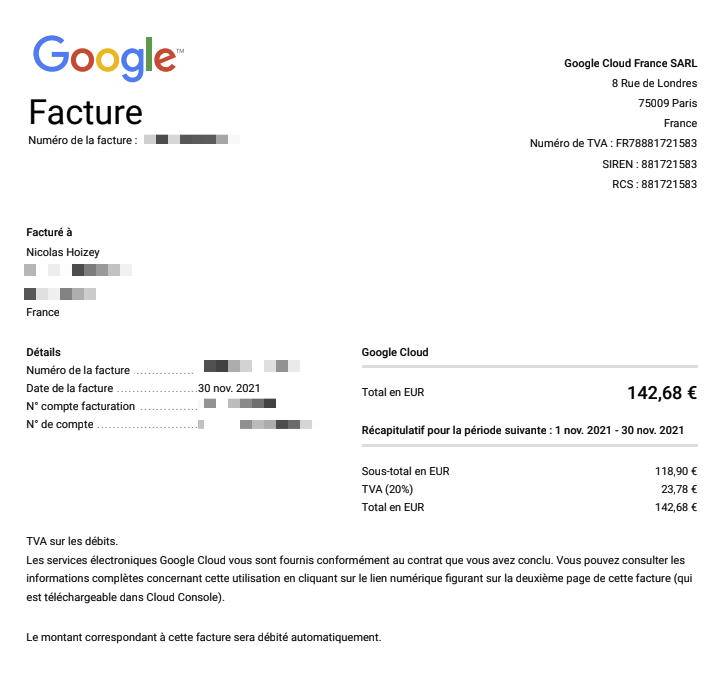 Google™
Facture
Numéro de la facture :
Google Cloud France SARL
8 Rue de Londres
75009 Paris
France
Numéro de TVA : FR78881721583
SIREN : 881721583
RCS : 881721583
Facturé à
Nicolas Hoizey
France
Détails
Numéro de la facture ................
Date de la facture .....................30 nov. 2021
N° compte facturation ...............
N° de compte ...........................
Google Cloud
Total en EUR 142,68 €
Récapitulatif pour la période suivante : 1 nov. 2021 - 30 nov. 2021
Sous-total en EUR 118,90 €
TVA (20%) 23,78 €
Total en EUR 142,68 €
TVA sur les débits.
Les services électroniques Google Cloud vous sont fournis conformément au contrat que vous avez conclu. Vous pouvez consulter les
informations complètes concernant cette utilisation en cliquant sur le lien numérique figurant sur la deuxième page de cette facture (qui
est téléchargeable dans Cloud Console).
Le montant correspondant à cette facture sera débité automatiquement.